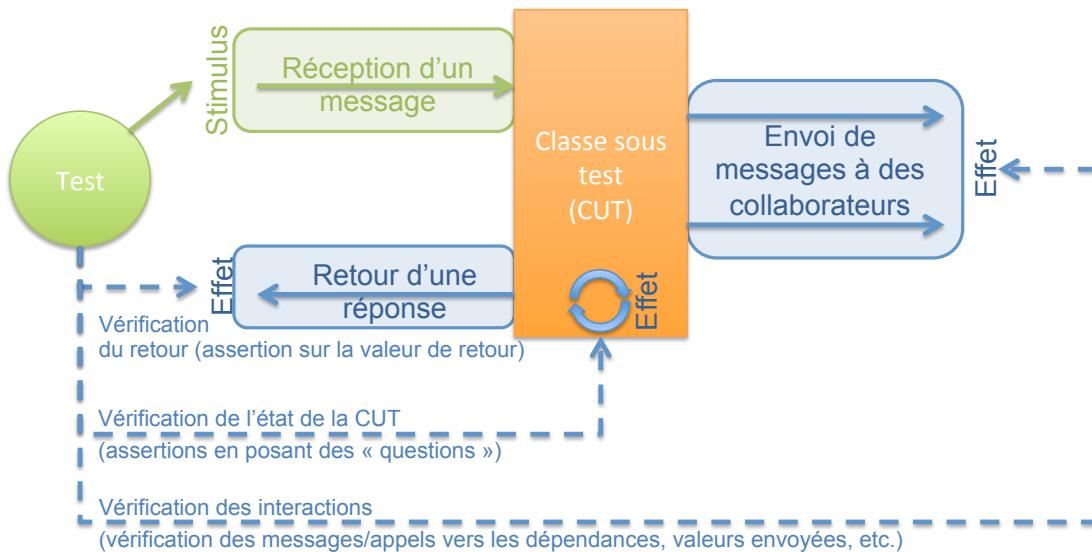 Stimulus
Réception d’un
message
Test
Classe sous
test
(CUT)
Envoi de
messages à des
collaborateurs
Effet
Effet
Retour d’une
réponse
Effet
Vérification
du retour (assertion sur la valeur de retour)
Vérification de l’état de la CUT
(assertions en posant des « questions »)
Vérification des interactions
(vérification des messages/appels vers les dépendances, valeurs envoyées, etc.)